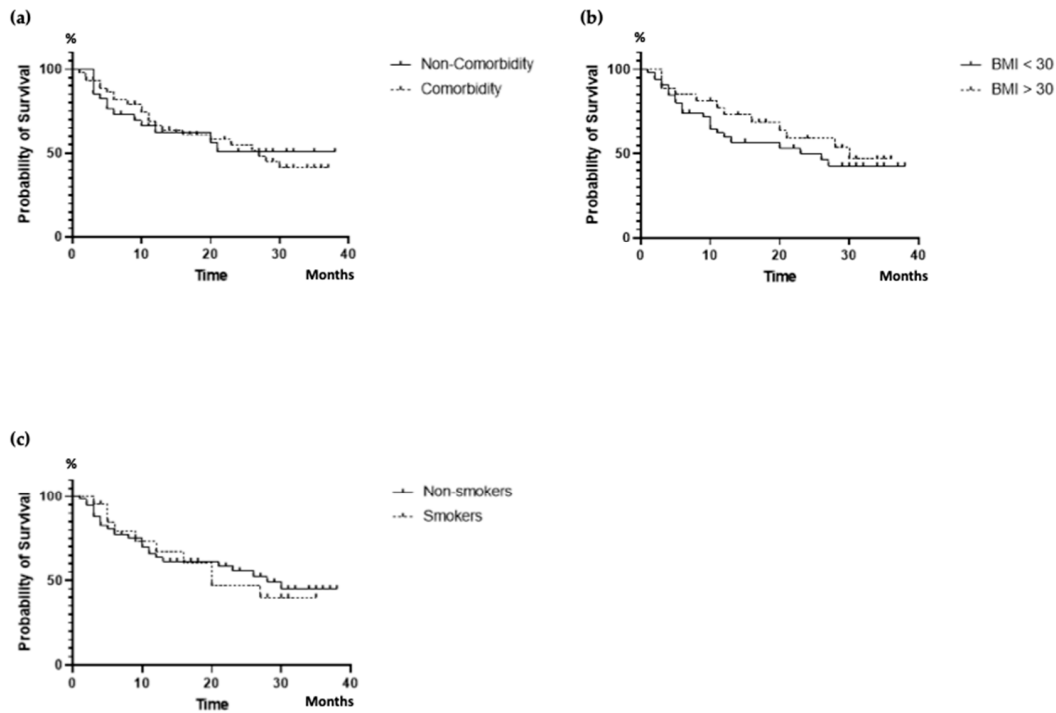 (a)
%
100
50
0
Probability of Survival
0 10 20 30 40
Time Months
Non-Comorbidity
Comorbidity
(b)
%
100
50
0
Probability of Survival
0 10 20 30 40
Time Months
BMI < 30
BMI > 30
(c)
%
100
50
0
Probability of Survival
0 10 20 30 40
Time Months
Non-smokers
Smokers